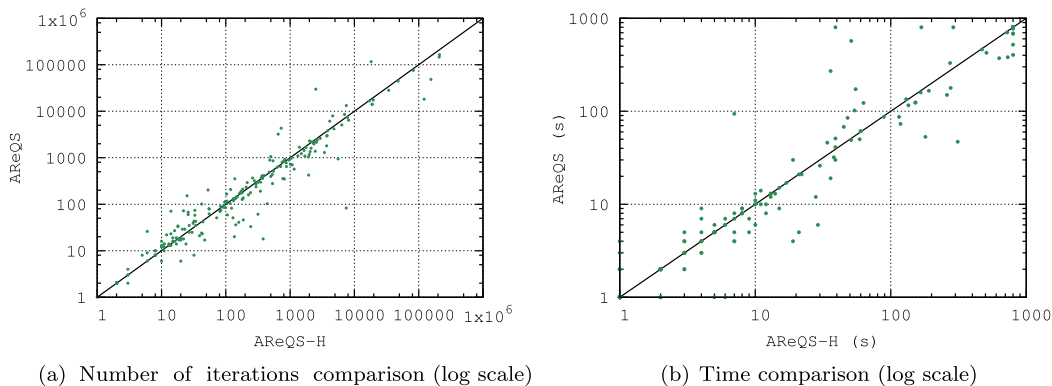 1x10^6
100000
10000
1000
100
10
1
AReQS
1 10 100 1000 10000 100000 1x10^6
AReQS-H
(a) Number of iterations comparison (log scale)
1000
100
10
1
AReQS (s)
1 10 100 1000
AReQS-H (s)
(b) Time comparison (log scale)